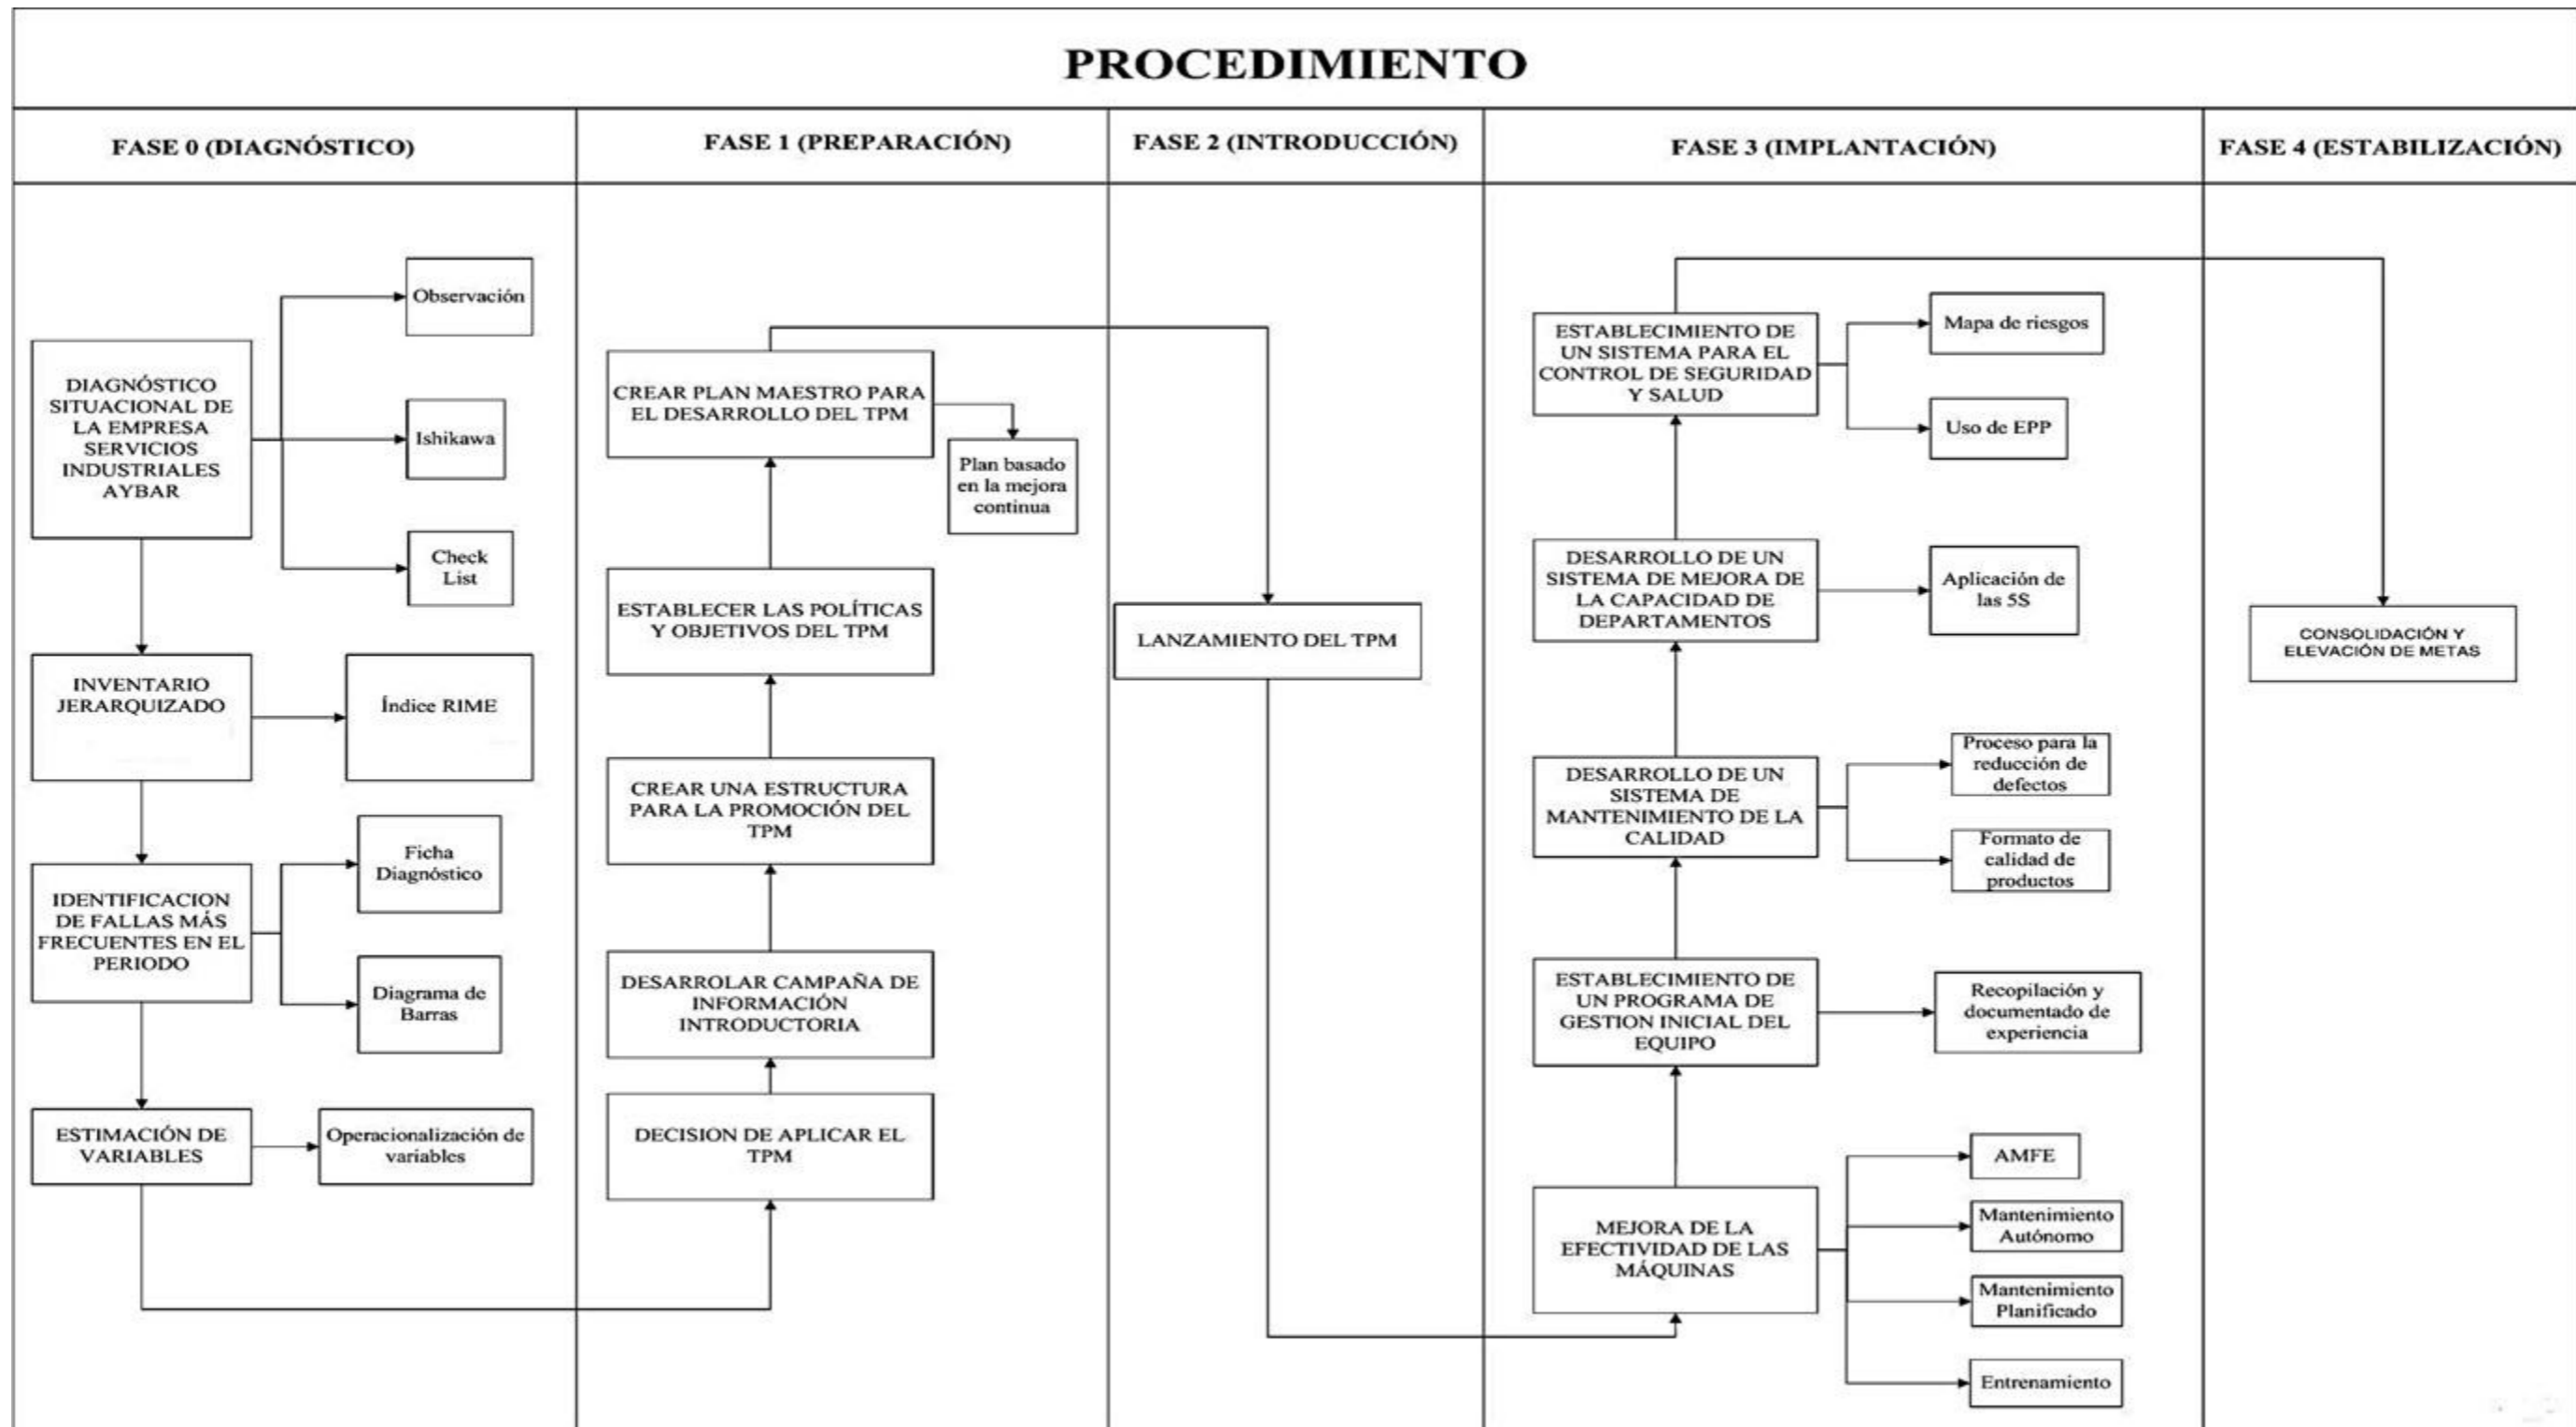 PROCEDIMIENTO
FASE 0 (DIAGNÓSTICO)
FASE 1 (PREPARACIÓN)
FASE 2 (INTRODUCCIÓN)
FASE 3 (IMPLANTACIÓN)
FASE 4 (ESTABILIZACIÓN)
DIAGNÓSTICO
SITUACIONAL DE
LA EMPRESA
SERVICIOS
INDUSTRIALES
AYBAR
Observación
Ishikawa
Check
List
INVENTARIO
JERARQUIZADO
Índice RIME
IDENTIFICACION
DE FALLAS MÁS
FRECUENTES EN EL
PERIODO
Ficha
Diagnóstico
Diagrama de
Barras
ESTIMACIÓN DE
VARIABLES
Operacionalización de
variables
CREAR PLAN MAESTRO PARA
EL DESARROLLO DEL TPM
Plan basado
en la mejora
continua
ESTABLECER LAS POLÍTICAS
Y OBJETIVOS DEL TPM
CREAR UNA ESTRUCTURA
PARA LA PROMOCIÓN DEL
TPM
DESARROLAR CAMPAÑA DE
INFORMACIÓN
INTRODUCTORIA
DECISION DE APLICAR EL
TPM
LANZAMIENTO DEL TPM
ESTABLECIMIENTO DE
UN SISTEMA PARA EL
CONTROL DE SEGURIDAD
Y SALUD
Mapa de riesgos
Uso de EPP
DESARROLLO DE UN
SISTEMA DE MEJORA DE
LA CAPACIDAD DE
DEPARTAMENTOS
Aplicación de
las 5S
DESARROLLO DE UN
SISTEMA DE
MANTENIMIENTO DE LA
CALIDAD
Proceso para la
reducción de
defectos
Formato de
calidad de
productos
ESTABLECIMIENTO DE
UN PROGRAMA DE
GESTION INICIAL DEL
EQUIPO
Recopilación y
documentado de
experiencia
MEJORA DE LA
EFECTIVIDAD DE LAS
MÁQUINAS
AMFE
Mantenimiento
Autónomo
Mantenimiento
Planificado
Entrenamiento
CONSOLIDACIÓN Y
ELEVACIÓN DE METAS